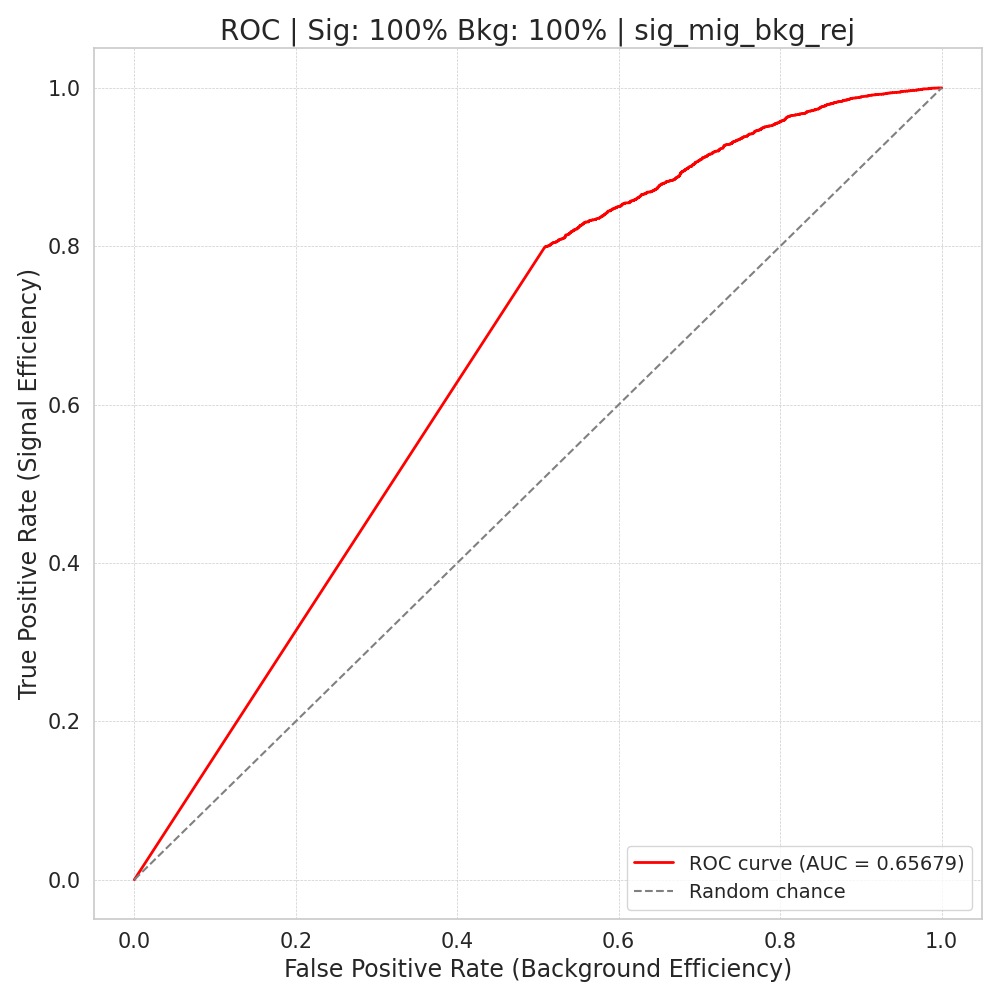 ROC | Sig: 100% Bkg: 100% | sig_mig_bkg_rej
True Positive Rate (Signal Efficiency)
1.0
0.8
0.6
0.4
0.2
0.0
ROC curve (AUC = 0.65679)
Random chance
0.0 0.2 0.4 0.6 0.8 1.0
False Positive Rate (Background Efficiency)